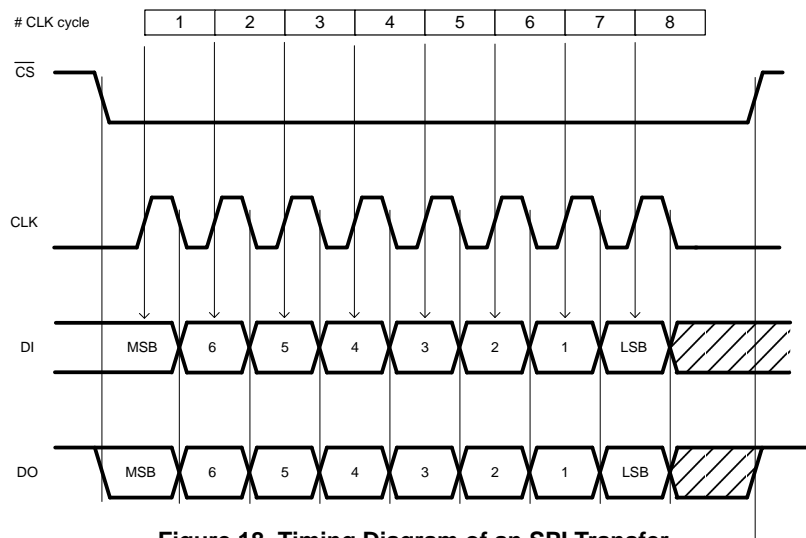 # CLK cycle 1 2 3 4 5 6 7 8
CS
CLK
DI MSB 6 5 4 3 2 1 LSB
DO MSB 6 5 4 3 2 1 LSB
Figure 18. Timing Diagram of an SPI Transfer